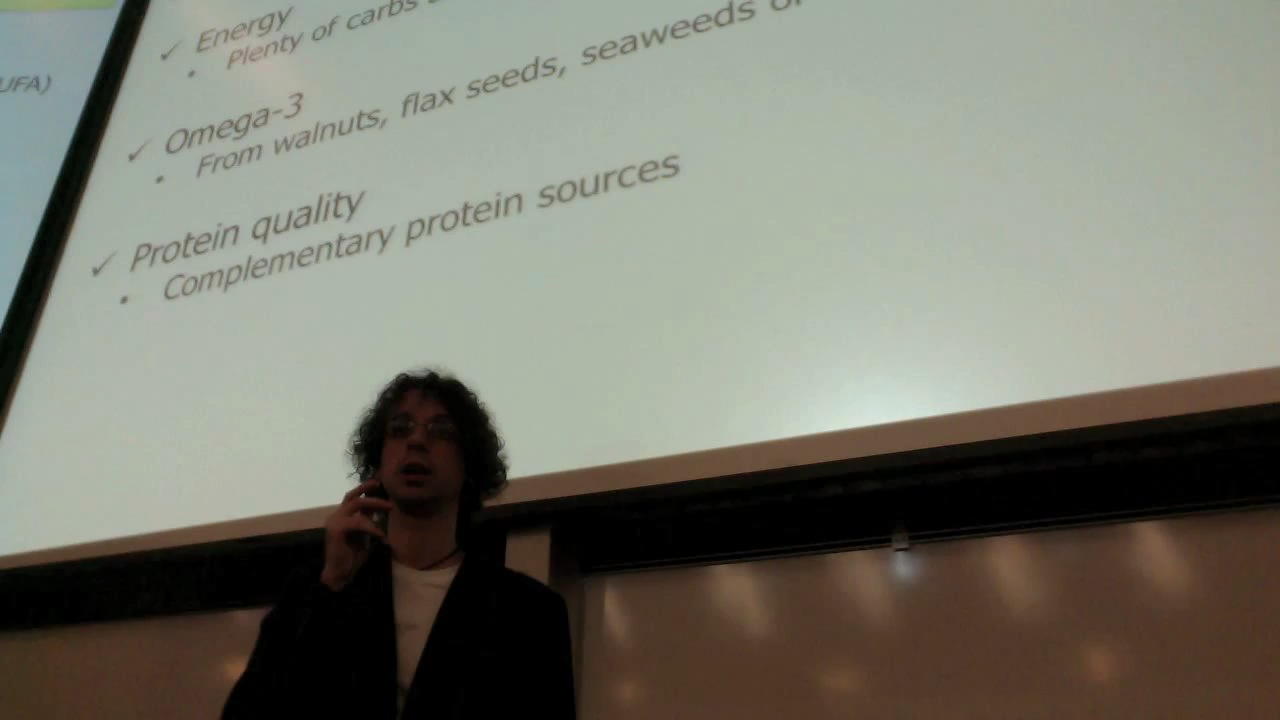 UFA)
✓ Energy
• Plenty of carbs
✓ Omega-3
• From walnuts, flax seeds, seaweeds
✓ Protein quality
• Complementary protein sources